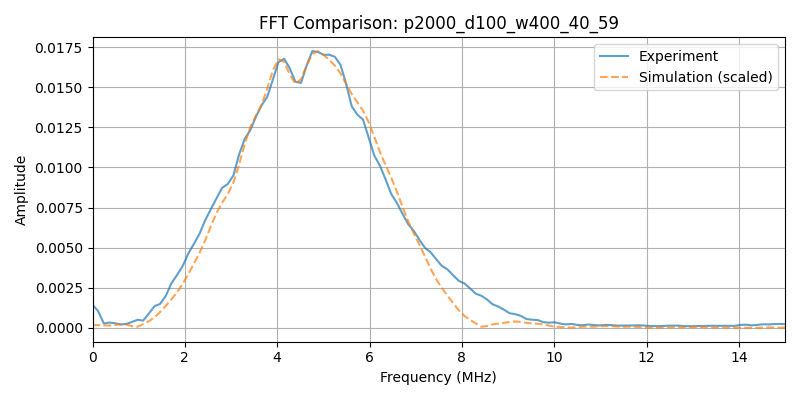 FFT Comparison: p2000_d100_w400_40_59
Experiment
Simulation (scaled)
Amplitude
0.0175
0.0150
0.0125
0.0100
0.0075
0.0050
0.0025
0.0000
0 2 4 6 8 10 12 14
Frequency (MHz)